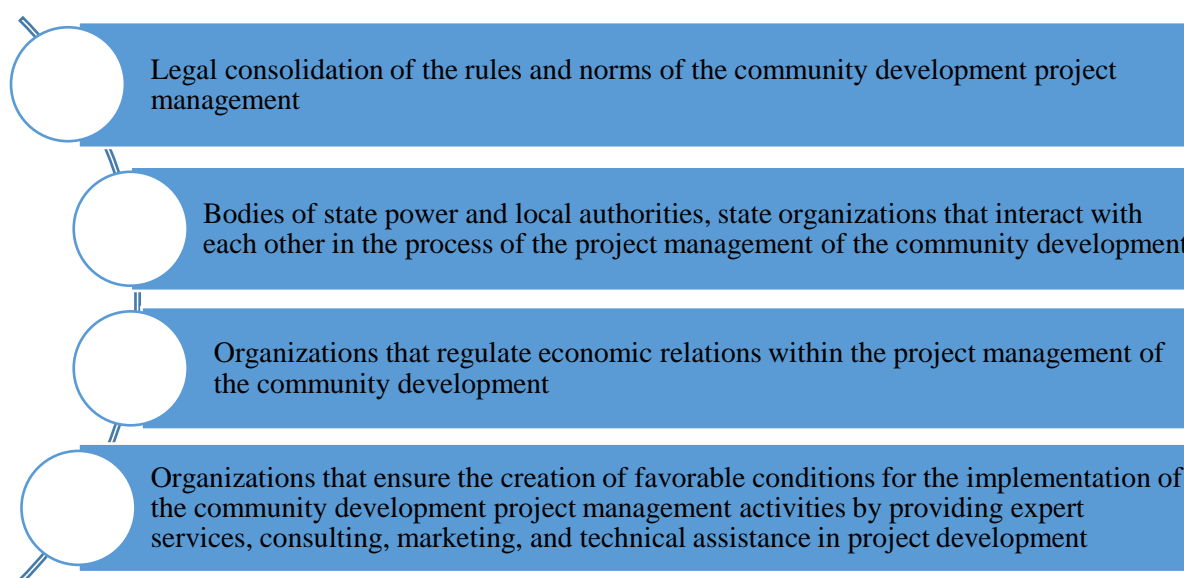 Legal consolidation of the rules and norms of the community development project
management
Bodies of state power and local authorities, state organizations that interact with
each other in the process of the project management of the community development
Organizations that regulate economic relations within the project management of
the community development
Organizations that ensure the creation of favorable conditions for the implementation of
the community development project management activities by providing expert
services, consulting, marketing, and technical assistance in project development